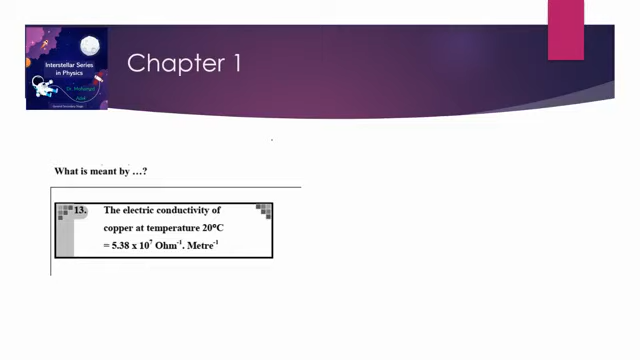 Interstellar Series
in Physics
Chapter 1
What is meant by …?
13. The electric conductivity of
copper at temperature 20°C
= 5.38 x 10⁷ Ohm⁻¹. Metre⁻¹